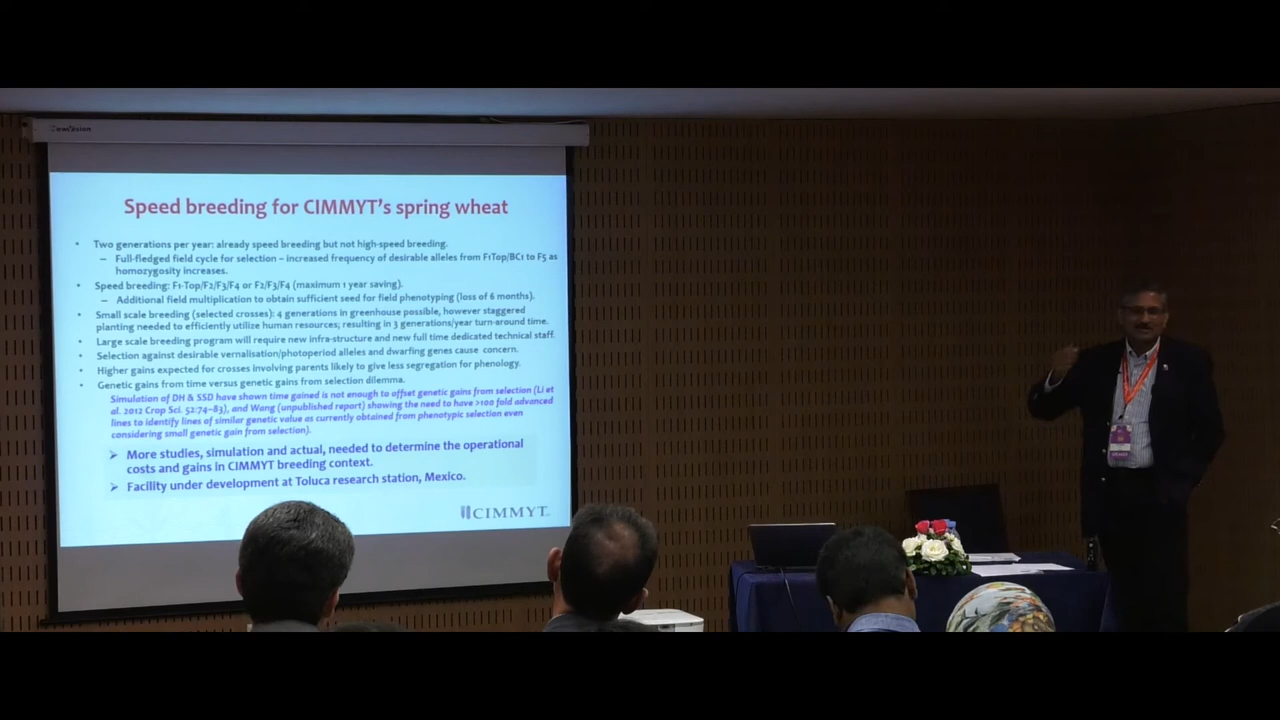 Speed breeding for CIMMYT's spring wheat
• Two generations per year: already speed breeding but not high-speed breeding.
– Full-fledged field cycle for selection – increased frequency of desirable alleles from F1Top/BC1 to F5 as
homozygosity increases.
• Speed breeding: F1-Top/F2/F3/F4 or F2/F3/F4 (maximum 1 year saving).
– Additional field multiplication to obtain sufficient seed for field phenotyping (loss of 6 months).
• Small scale breeding (selected crosses): 4 generations in greenhouse possible, however staggered
planting needed to efficiently utilize human resources; resulting in 3 generations/year turn-around time.
• Large scale breeding program will require new infra-structure and new full time dedicated technical staff.
• Selection against desirable vernalisation/photoperiod alleles and dwarfing genes cause concern.
• Higher gains expected for crosses involving parents likely to give less segregation for phenology.
• Genetic gains from time versus genetic gains from selection dilemma.
Simulation of DH & SSD have shown time gained is not enough to offset genetic gains from selection (Li et
al. 2012 Crop Sci. 52:74–83), and Wang (unpublished report) showing the need to have >100 fold advanced
lines to identify lines of similar genetic value as currently obtained from phenotypic selection even
considering small genetic gain from selection).
➢ More studies, simulation and actual, needed to determine the operational
costs and gains in CIMMYT breeding context.
➢ Facility under development at Toluca research station, Mexico.
CIMMYT